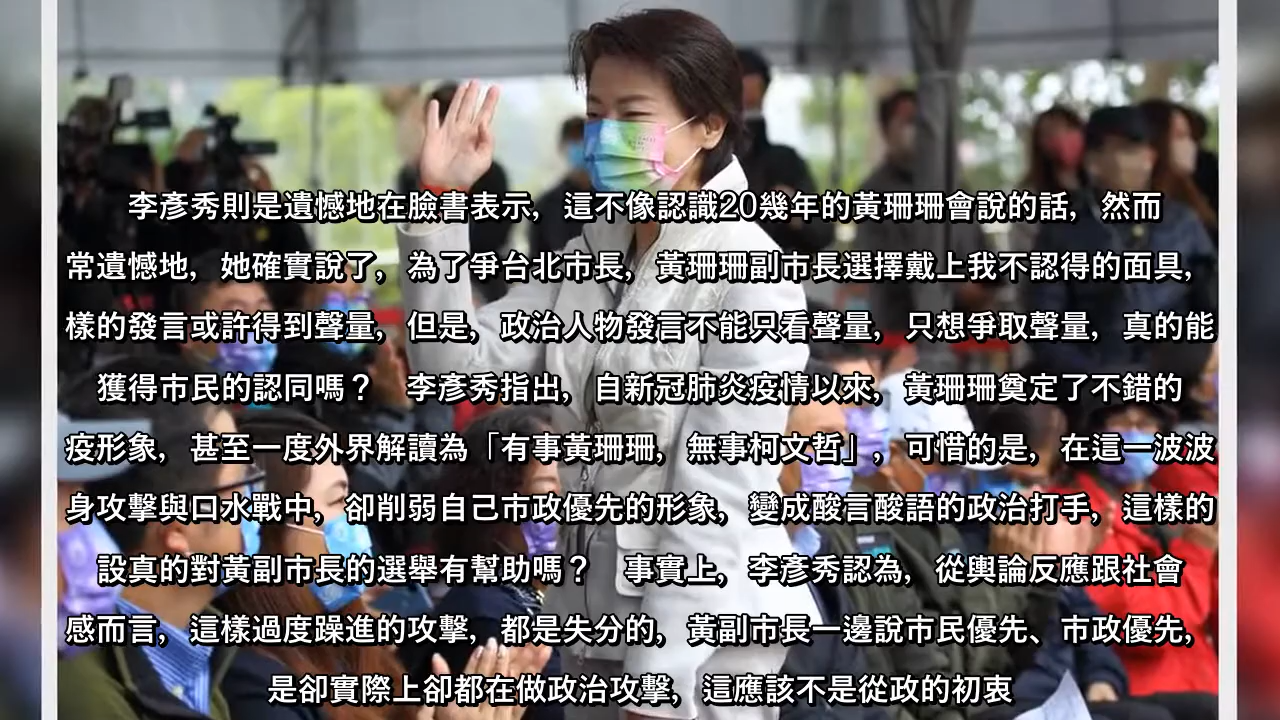 李彥秀則是遺憾地在臉書表示，這不像認識20幾年的黃珊珊會說的話，然而
常遺憾地，她確實說了，為了爭台北市長，黃珊珊副市長選擇戴上我不認得的面具，
樣的發言或許得到聲量，但是，政治人物發言不能只看聲量，只想爭取聲量，真的能
獲得市民的認同嗎？　李彥秀指出，自新冠肺炎疫情以來，黃珊珊奠定了不錯的
疫形象，甚至一度外界解讀為「有事黃珊珊，無事柯文哲」，可惜的是，在這一波波
身攻擊與口水戰中，卻削弱自己市政優先的形象，變成酸言酸語的政治打手，這樣的
設真的對黃副市長的選舉有幫助嗎？　事實上，李彥秀認為，從輿論反應跟社會
感而言，這樣過度躁進的攻擊，都是失分的，黃副市長一邊說市民優先、市政優先，
是卻實際上卻都在做政治攻擊，這應該不是從政的初衷